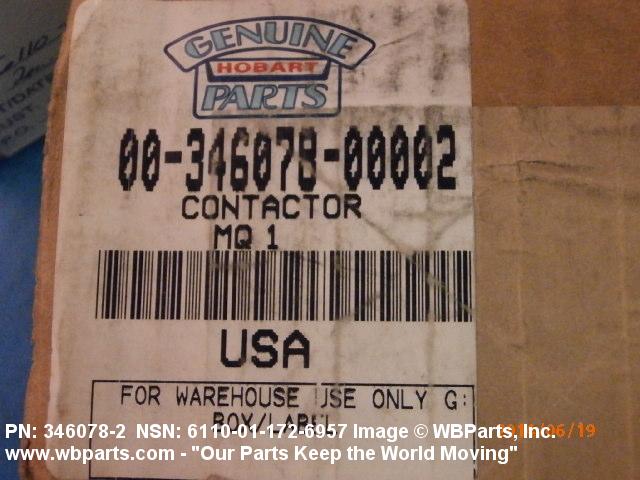 GENUINE
HOBART
PARTS
00-346078-00002
CONTACTOR
MQ 1
USA
FOR WAREHOUSE USE ONLY G:
BOX/LABEL
PN: 346078-2 NSN: 6110-01-172-6957 Image © WBParts, Inc.
www.wbparts.com - "Our Parts Keep the World Moving"